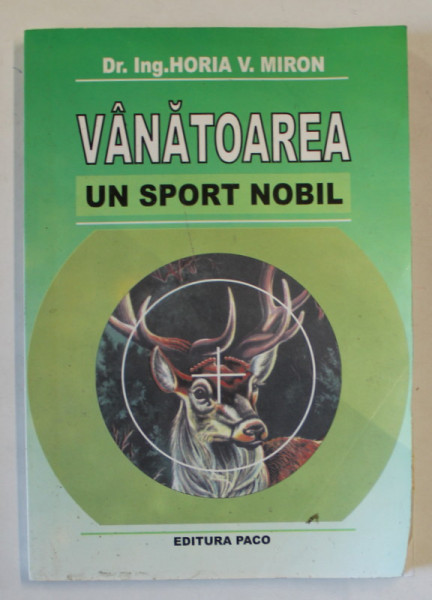 Dr. Ing.HORIA V. MIRON
VÂNĂTOAREA
UN SPORT NOBIL
EDITURA PACO